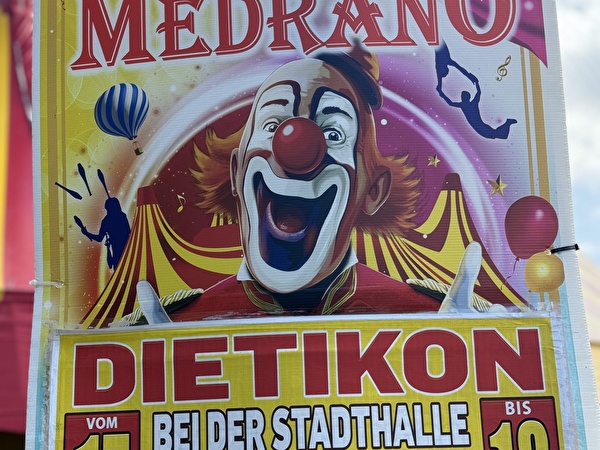 MEDRANO
DIETIKON
VOM
BIS
BEI DER STADTHALLE